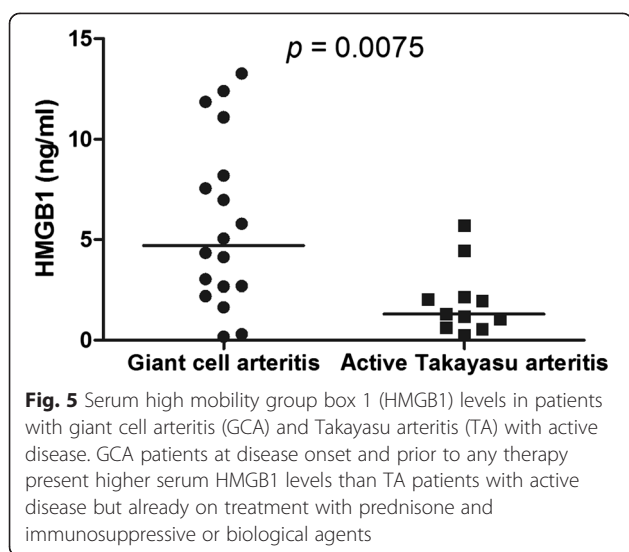 15
p = 0.0075
10
HMGB1 (ng/ml)
5
0
Giant cell arteritis Active Takayasu arteritis
Fig. 5 Serum high mobility group box 1 (HMGB1) levels in patients
with giant cell arteritis (GCA) and Takayasu arteritis (TA) with active
disease. GCA patients at disease onset and prior to any therapy
present higher serum HMGB1 levels than TA patients with active
disease but already on treatment with prednisone and
immunosuppressive or biological agents